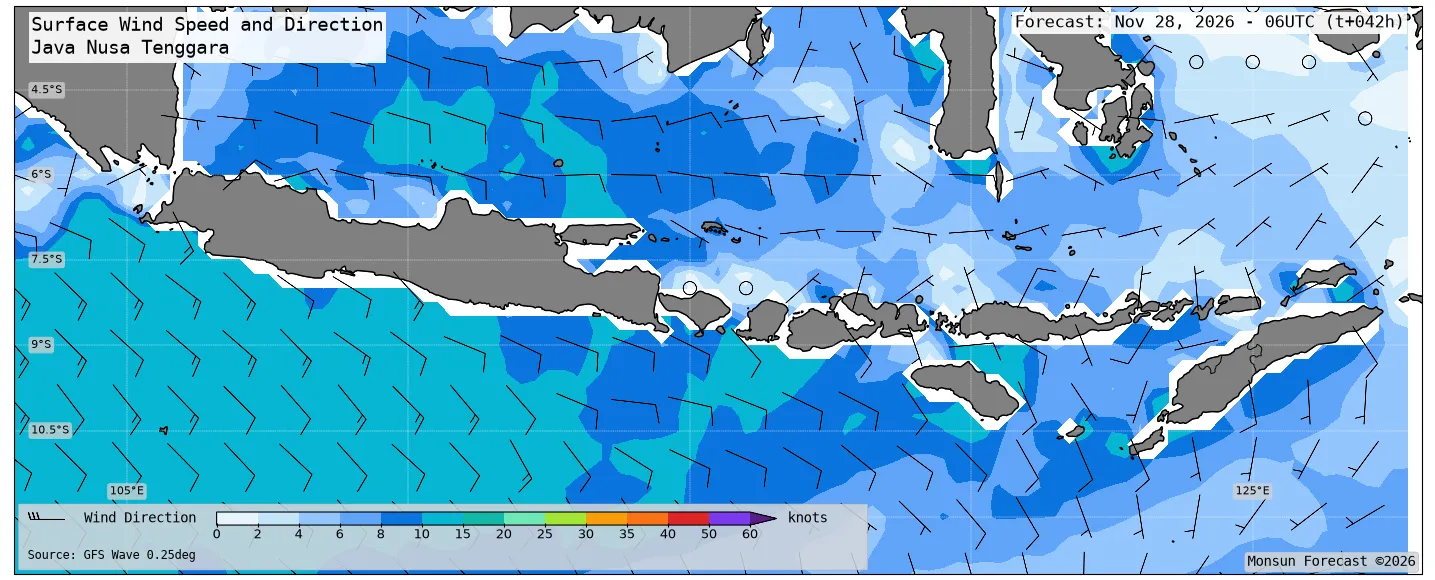 Surface Wind Speed and Direction
Java Nusa Tenggara
Forecast: Nov 28, 2026 - 06UTC (t+042h)
4.5°S
6°S
7.5°S
9°S
10.5°S
105°E
125°E
Wind Direction
0 2 4 6 8 10 15 20 25 30 35 40 50 60
knots
Source: GFS Wave 0.25deg
Monsun Forecast ©2026